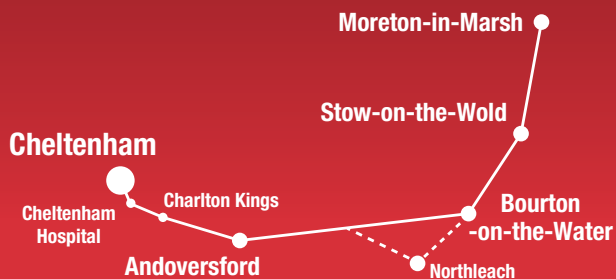 Moreton-in-Marsh
Stow-on-the-Wold
Cheltenham
Cheltenham
Hospital
Charlton Kings
Andoversford
Bourton
-on-the-Water
Northleach